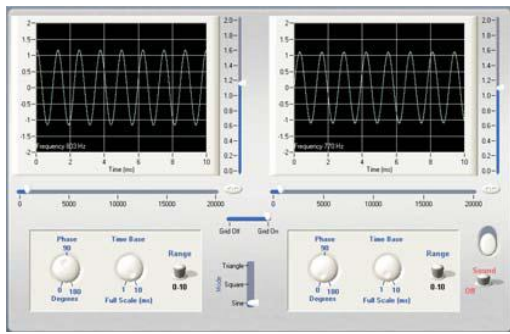 2-
1.5-
1-
0.5-
0-
-0.5-
-1-
-1.5-
-2-
Frequency 803 Hz
0 2 4 6 8 10
Time (ms)
2.0-
1.8-
1.6-
1.4-
1.2-
1.0-
0.8-
0.6-
0.4-
0.2-
0.0-
2-
1.5-
1-
0.5-
0-
-0.5-
-1-
-1.5-
-2-
Frequency 770 Hz
0 2 4 6 8 10
Time (ms)
2.0-
1.8-
1.6-
1.4-
1.2-
1.0-
0.8-
0.6-
0.4-
0.2-
0.0-
0 5000 10000 15000 20000
0 5000 10000 15000 20000
Grid Off Grid On
Phase
90
0 180
Degrees
Time Base
1 10
Full Scale (ms)
Range
0-10
Mode
Triangle
Square
Sine
Phase
90
0 180
Degrees
Time Base
1 10
Full Scale (ms)
Range
0-10
Sound
Off